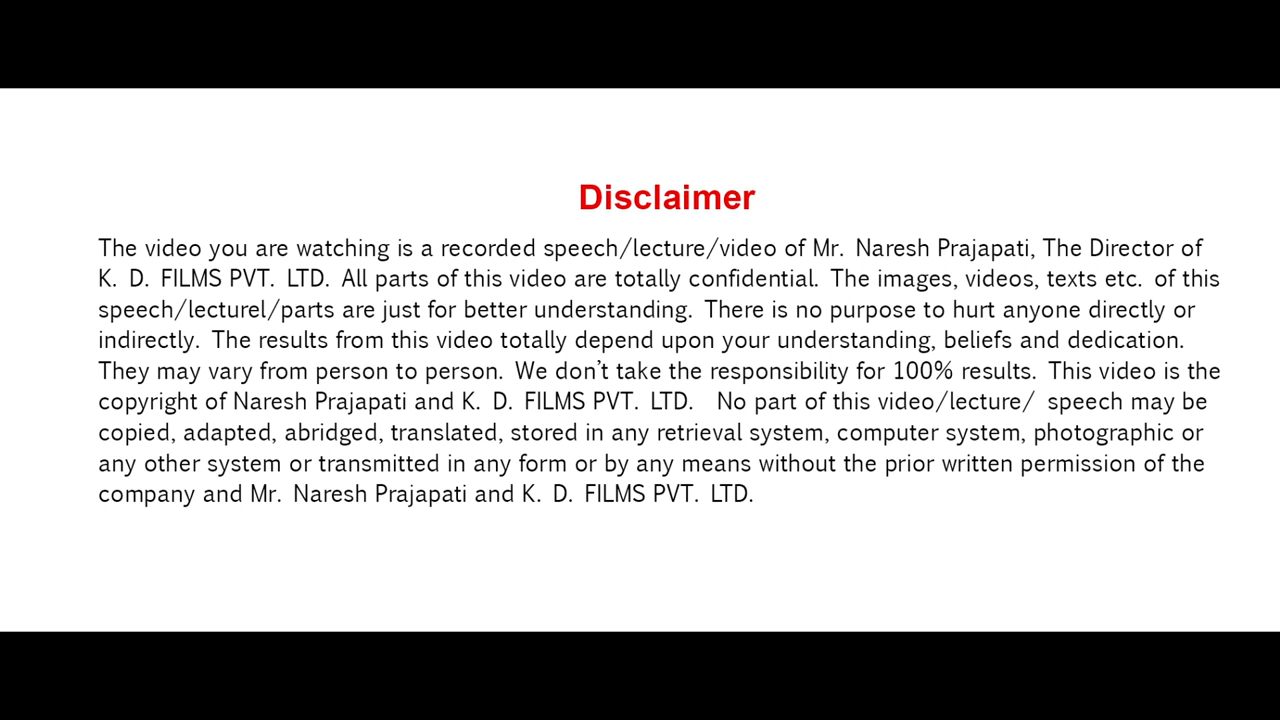 Disclaimer
The video you are watching is a recorded speech/lecture/video of Mr. Naresh Prajapati, The Director of
K. D. FILMS PVT. LTD. All parts of this video are totally confidential. The images, videos, texts etc. of this
speech/lecturel/parts are just for better understanding. There is no purpose to hurt anyone directly or
indirectly. The results from this video totally depend upon your understanding, beliefs and dedication.
They may vary from person to person. We don’t take the responsibility for 100% results. This video is the
copyright of Naresh Prajapati and K. D. FILMS PVT. LTD. No part of this video/lecture/ speech may be
copied, adapted, abridged, translated, stored in any retrieval system, computer system, photographic or
any other system or transmitted in any form or by any means without the prior written permission of the
company and Mr. Naresh Prajapati and K. D. FILMS PVT. LTD.